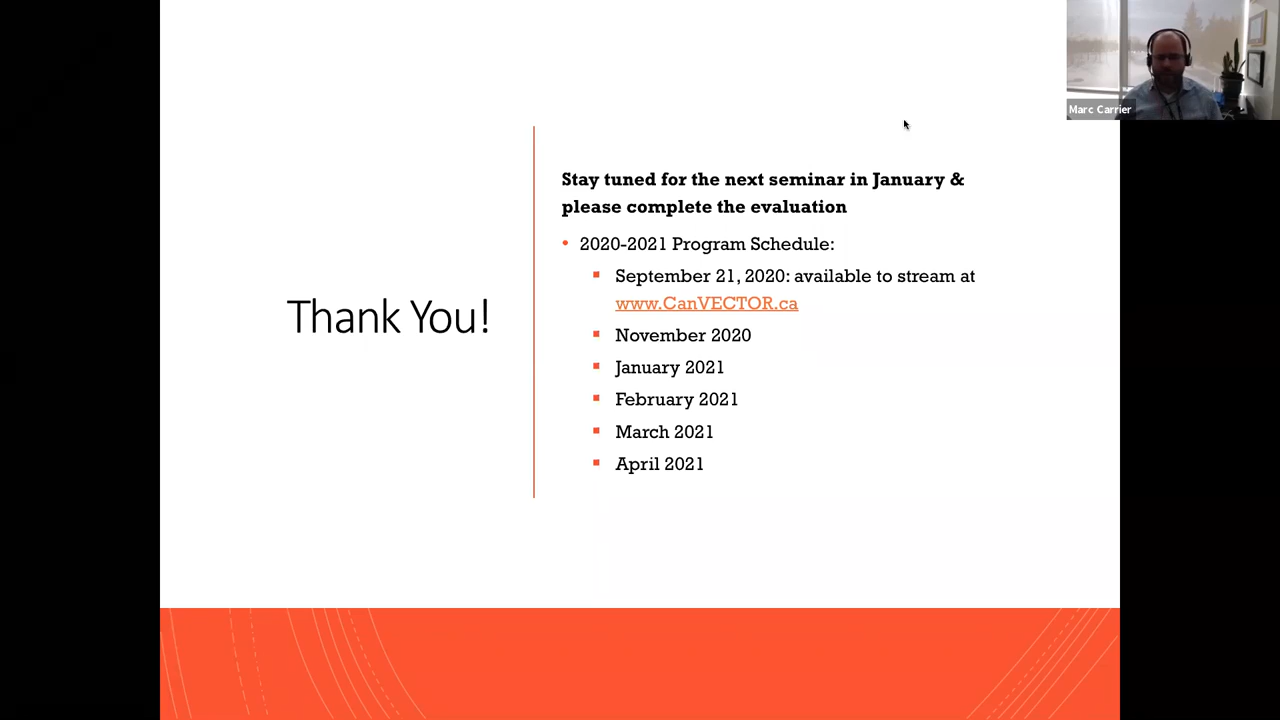 Marc Carrier
Thank You!
Stay tuned for the next seminar in January &
please complete the evaluation
2020-2021 Program Schedule:
September 21, 2020: available to stream at
www.CanVECTOR.ca
November 2020
January 2021
February 2021
March 2021
April 2021